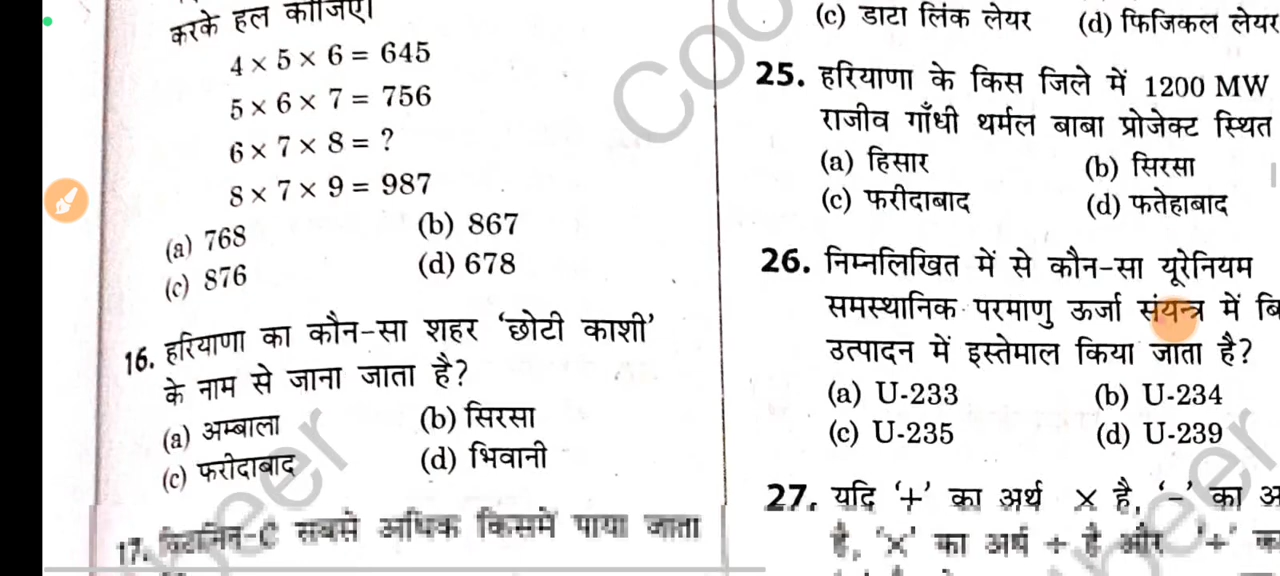 करके हल कीजिए।
4 × 5 × 6 = 645
5 × 6 × 7 = 756
6 × 7 × 8 = ?
8 × 7 × 9 = 987
(a) 768 (b) 867
(c) 876 (d) 678
16. हरियाणा का कौन-सा शहर ‘छोटी काशी’
के नाम से जाना जाता है?
(a) अम्बाला (b) सिरसा
(c) फरीदाबाद (d) भिवानी
17. विटामिन-C सबसे अधिक किसमें पाया जाता
(c) डाटा लिंक लेयर (d) फिजिकल लेयर
25. हरियाणा के किस जिले में 1200 MW
राजीव गाँधी थर्मल बाबा प्रोजेक्ट स्थित
(a) हिसार (b) सिरसा
(c) फरीदाबाद (d) फतेहाबाद
26. निम्नलिखित में से कौन-सा यूरेनियम
समस्थानिक परमाणु ऊर्जा संयन्त्र में
उत्पादन में इस्तेमाल किया जाता है?
(a) U-233 (b) U-234
(c) U-235 (d) U-239
27. यदि ‘+’ का अर्थ × है, ‘-’ का
है, ‘×’ का अर्थ ÷ है और